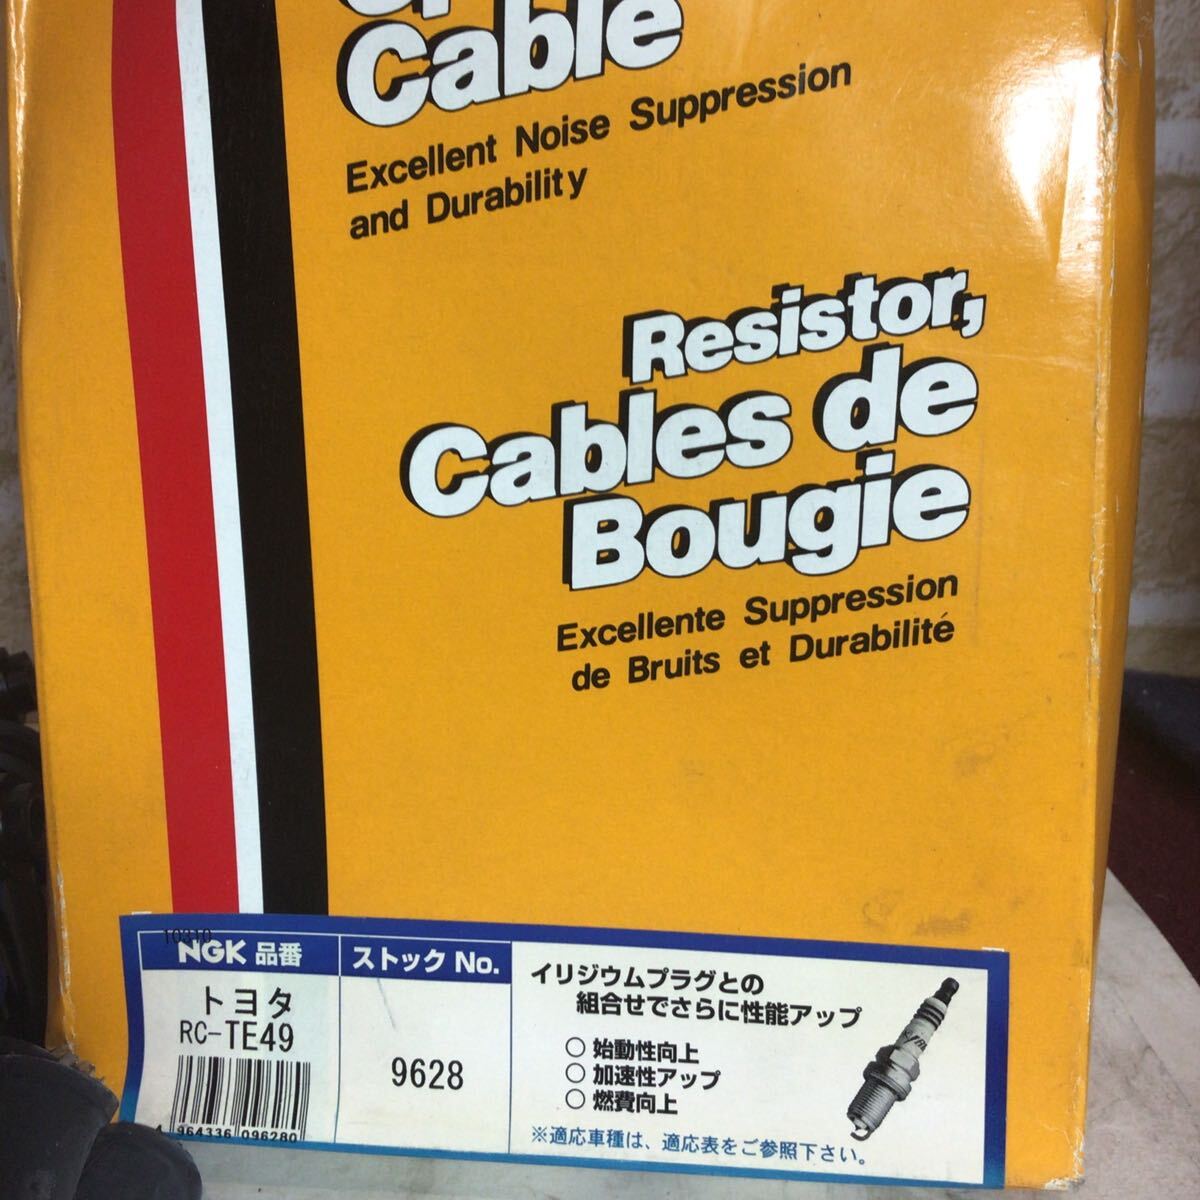 Cable
Excellent Noise Suppression
and Durability
Resistor,
Cables de
Bougie
Excellente Suppression
de Bruits et Durabilité
10310
NGK 品番
ストック No.
トヨタ
RC-TE49
9628
4 964336 096280
イリジウムプラグとの
組合せでさらに性能アップ
○ 始動性向上
○ 加速性アップ
○ 燃費向上
※適応車種は、適応表をご参照下さい。